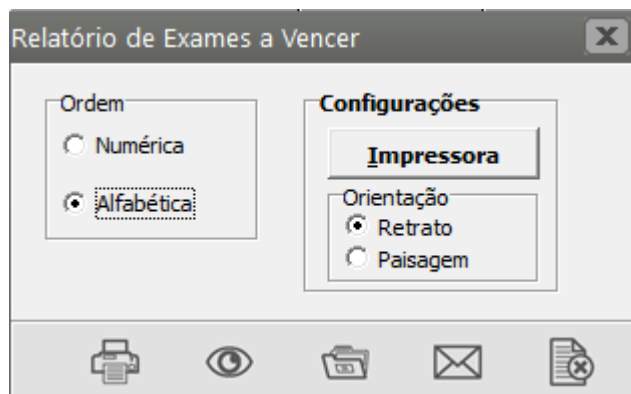 Relatório de Exames a Vencer
Ordem
Numérica
Alfabética
Configurações
Impressora
Orientação
Retrato
Paisagem